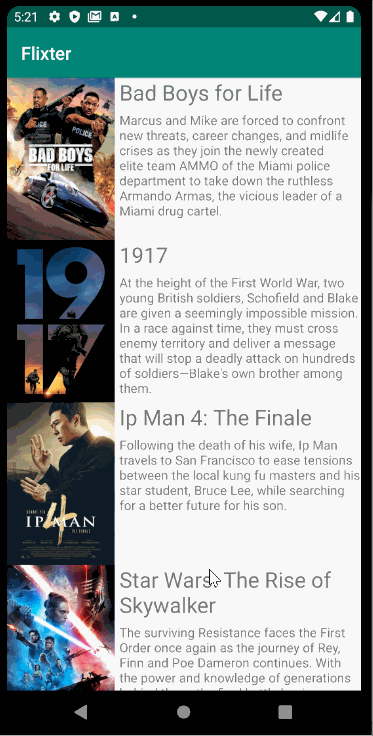 5:21
Flixter
POLICE
POLICE
BAD BOYS
FOR LIFE
Bad Boys for Life
Marcus and Mike are forced to confront
new threats, career changes, and midlife
crises as they join the newly created
elite team AMMO of the Miami police
department to take down the ruthless
Armando Armas, the vicious leader of a
Miami drug cartel.
19
17
1917
At the height of the First World War, two
young British soldiers, Schofield and Blake
are given a seemingly impossible mission.
In a race against time, they must cross
enemy territory and deliver a message
that will stop a deadly attack on hundreds
of soldiers—Blake's own brother among
them.
IP MAN
4
THE FINALE
Ip Man 4: The Finale
Following the death of his wife, Ip Man
travels to San Francisco to ease tensions
between the local kung fu masters and his
star student, Bruce Lee, while searching
for a better future for his son.
Star Wars: The Rise of
Skywalker
The surviving Resistance faces the First
Order once again as the journey of Rey,
Finn and Poe Dameron continues. With
the power and knowledge of generations